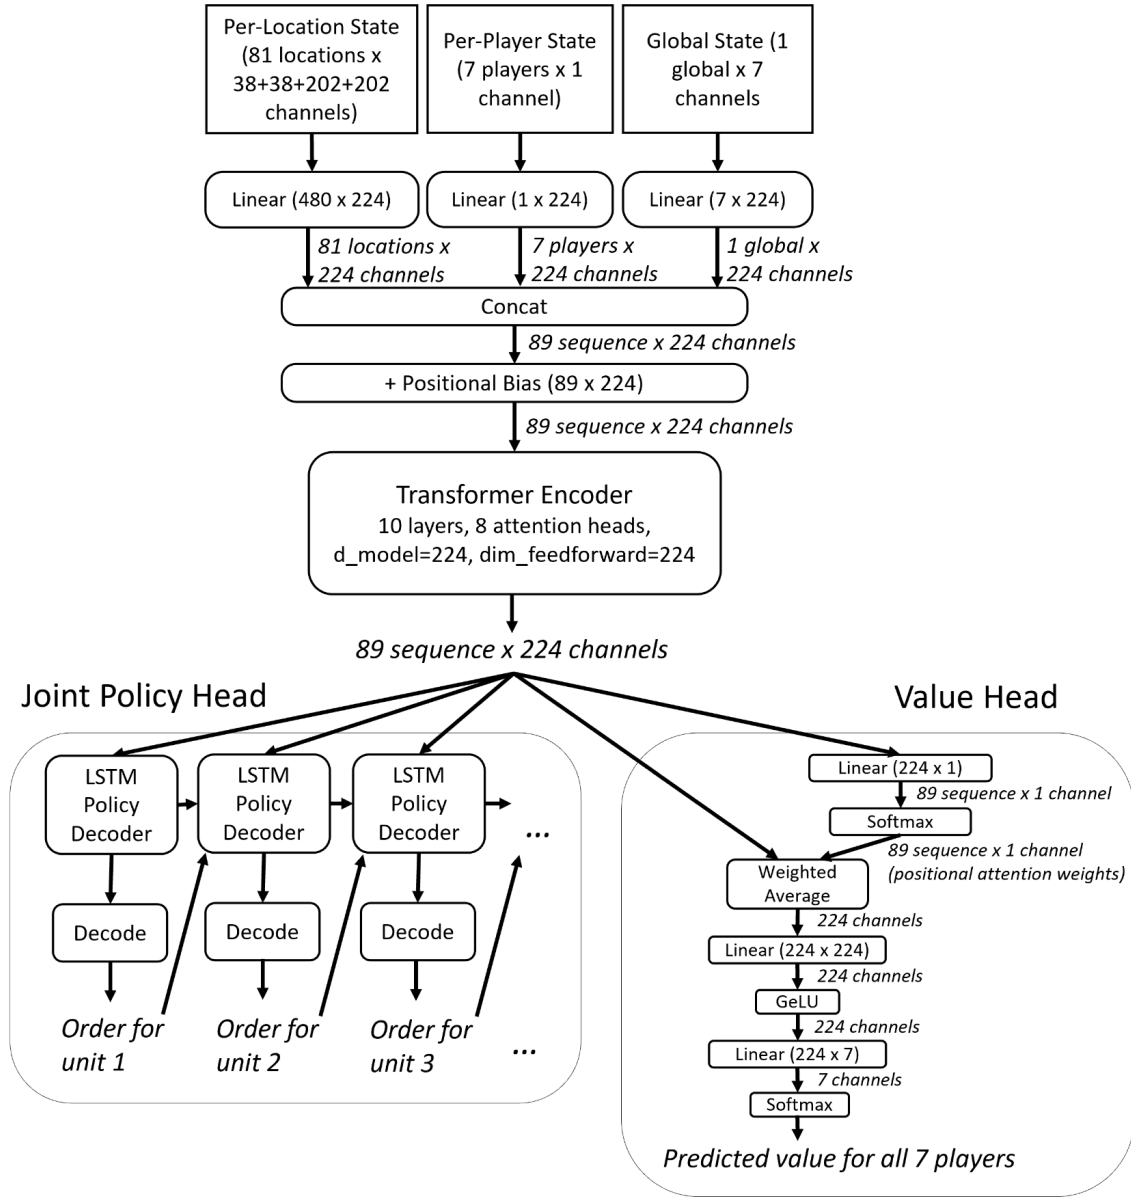 Per-Location State
(81 locations x
38+38+202+202
channels)
Per-Player State
(7 players x 1
channel)
Global State (1
global x 7
channels
Linear (480 x 224)
Linear (1 x 224)
Linear (7 x 224)
81 locations x
224 channels
7 players x
224 channels
1 global x
224 channels
Concat
89 sequence x 224 channels
+ Positional Bias (89 x 224)
89 sequence x 224 channels
Transformer Encoder
10 layers, 8 attention heads,
d_model=224, dim_feedforward=224
89 sequence x 224 channels
Joint Policy Head
LSTM
Policy
Decoder
LSTM
Policy
Decoder
LSTM
Policy
Decoder
...
Decode
Decode
Decode
Order for
unit 1
Order for
unit 2
Order for
unit 3
...
Value Head
Linear (224 x 1)
89 sequence x 1 channel
Softmax
89 sequence x 1 channel
(positional attention weights)
Weighted
Average
224 channels
Linear (224 x 224)
224 channels
GeLU
224 channels
Linear (224 x 7)
7 channels
Softmax
Predicted value for all 7 players